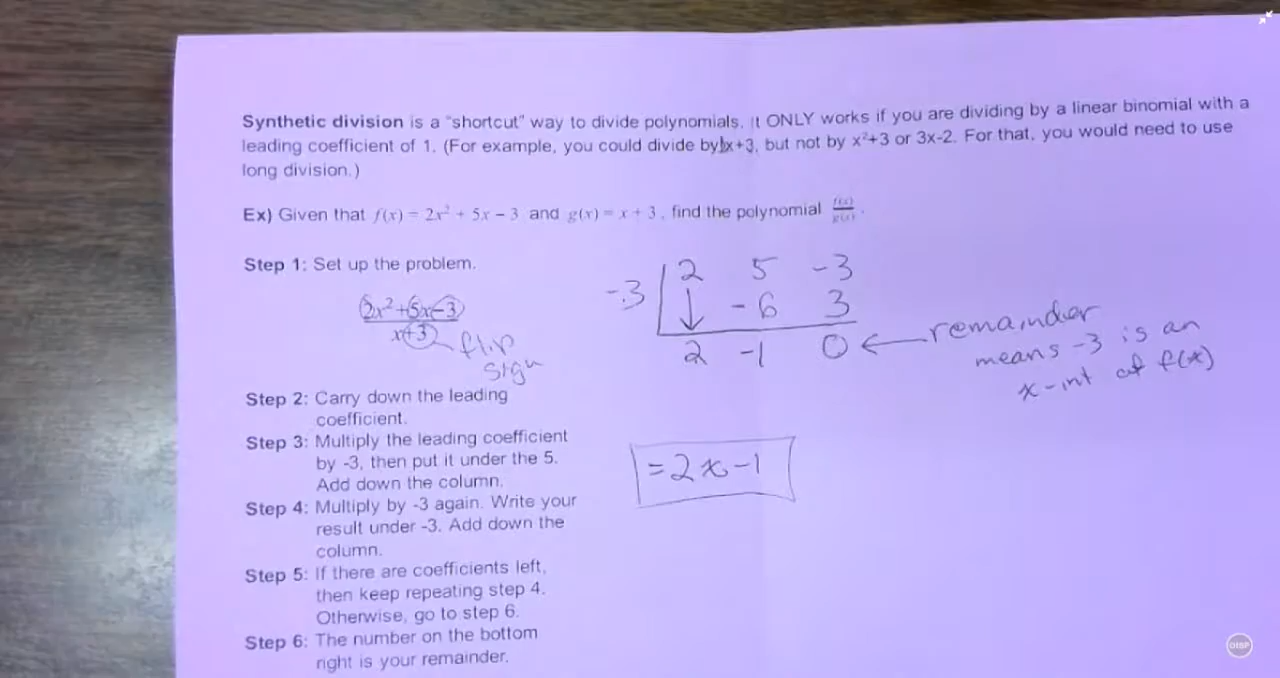 Synthetic division is a "shortcut" way to divide polynomials. It ONLY works if you are dividing by a linear binomial with a
leading coefficient of 1. (For example, you could divide by x+3, but not by x²+3 or 3x-2. For that, you would need to use
long division.)
Ex) Given that f(x) = 2x² + 5x − 3 and g(x) = x + 3, find the polynomial f(x)/g(x).
Step 1: Set up the problem.
2x² + 5x − 3
x + 3
flip
sign
-3 2 5 -3
-6 3
2 -1 0 ← remainder
means -3 is an
x-int of f(x)
Step 2: Carry down the leading
coefficient.
Step 3: Multiply the leading coefficient
by -3, then put it under the 5.
Add down the column.
= 2x - 1
Step 4: Multiply by -3 again. Write your
result under -3. Add down the
column.
Step 5: If there are coefficients left,
then keep repeating step 4.
Otherwise, go to step 6.
Step 6: The number on the bottom
right is your remainder.
DISP